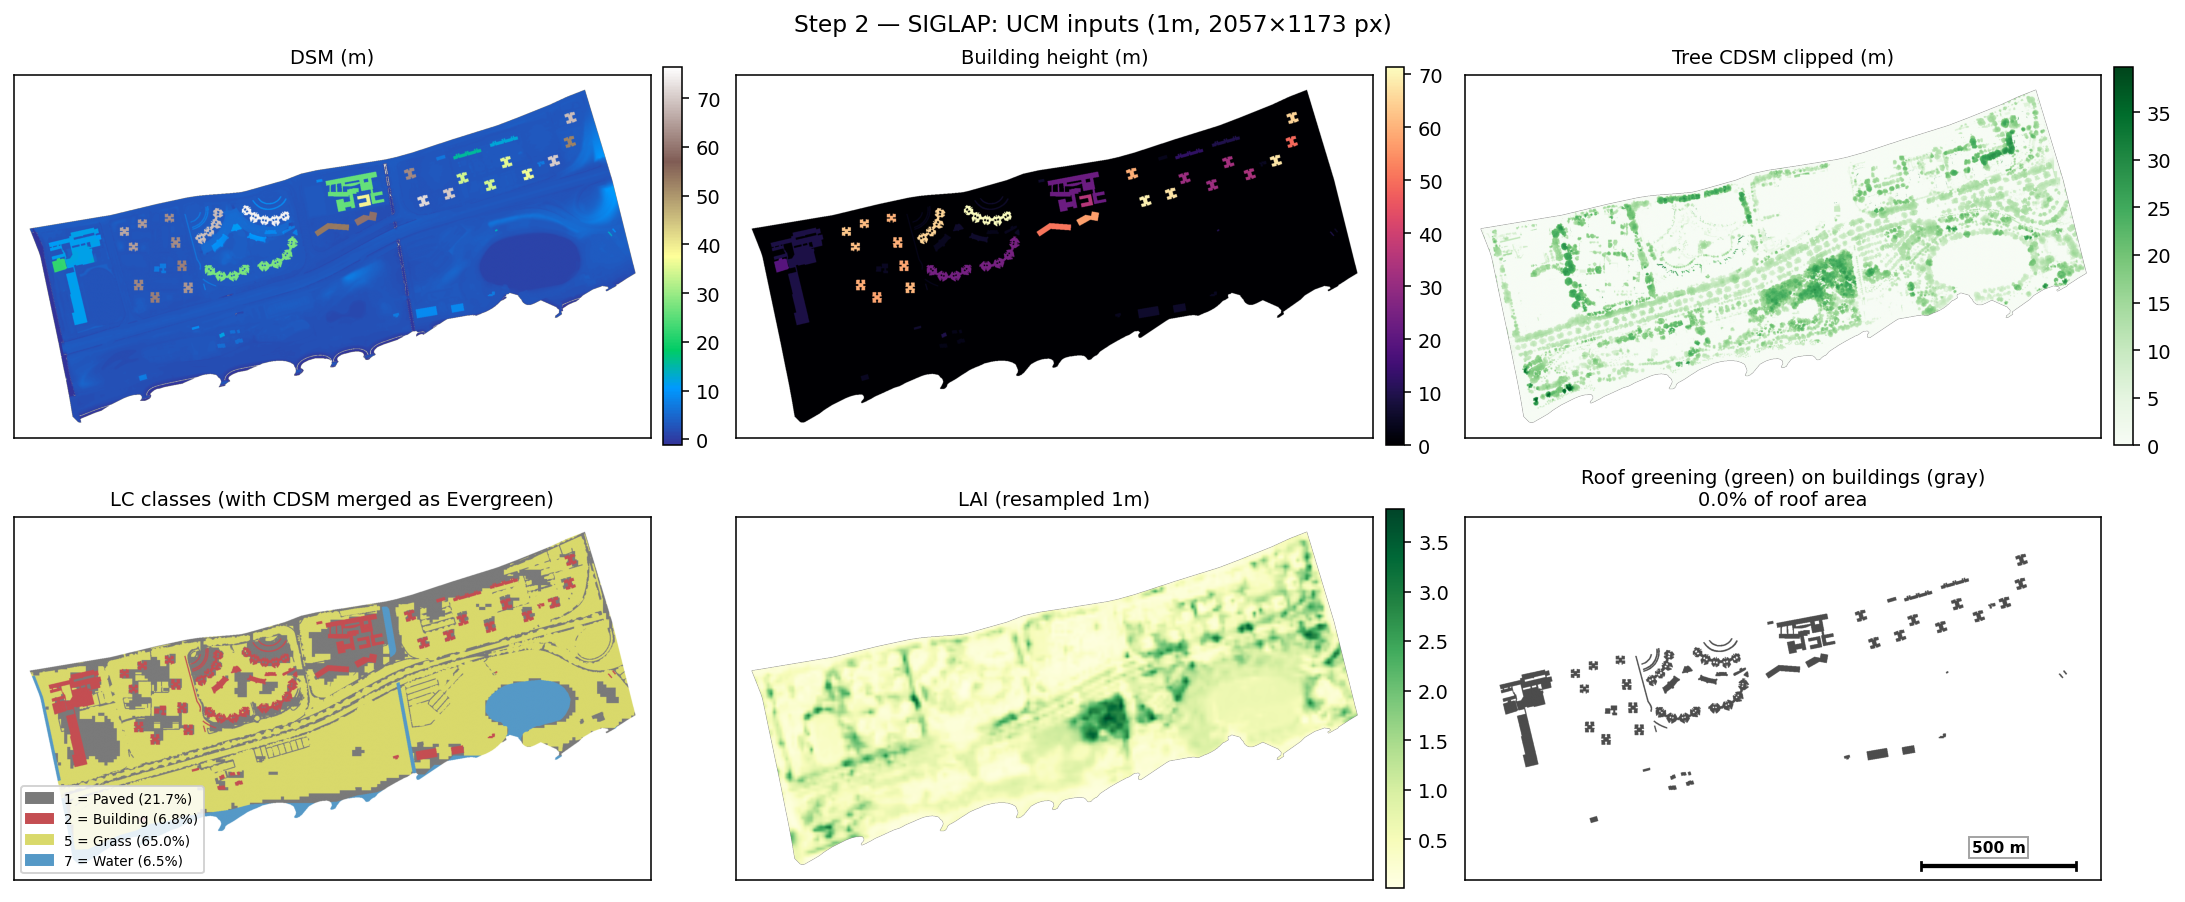 Step 2 — SIGLAP: UCM inputs (1m, 2057×1173 px)
DSM (m)
70
60
50
40
30
20
10
0
Building height (m)
70
60
50
40
30
20
10
0
Tree CDSM clipped (m)
35
30
25
20
15
10
5
0
LC classes (with CDSM merged as Evergreen)
1 = Paved (21.7%)
2 = Building (6.8%)
5 = Grass (65.0%)
7 = Water (6.5%)
LAI (resampled 1m)
3.5
3.0
2.5
2.0
1.5
1.0
0.5
Roof greening (green) on buildings (gray)
0.0% of roof area
500 m